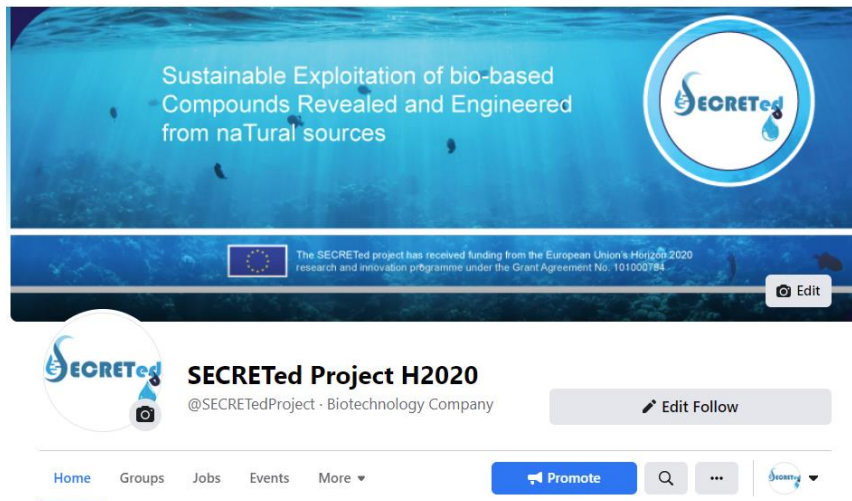 Sustainable Exploitation of bio-based
Compounds Revealed and Engineered
from naTural sources
SECRETed
The SECRETed project has received funding from the European Union's Horizon 2020
research and innovation programme under the Grant Agreement No. 101000784
Edit
SECRETed
SECRETed Project H2020
@SECRETedProject · Biotechnology Company
Edit Follow
Home Groups Jobs Events More
Promote
SECRETed